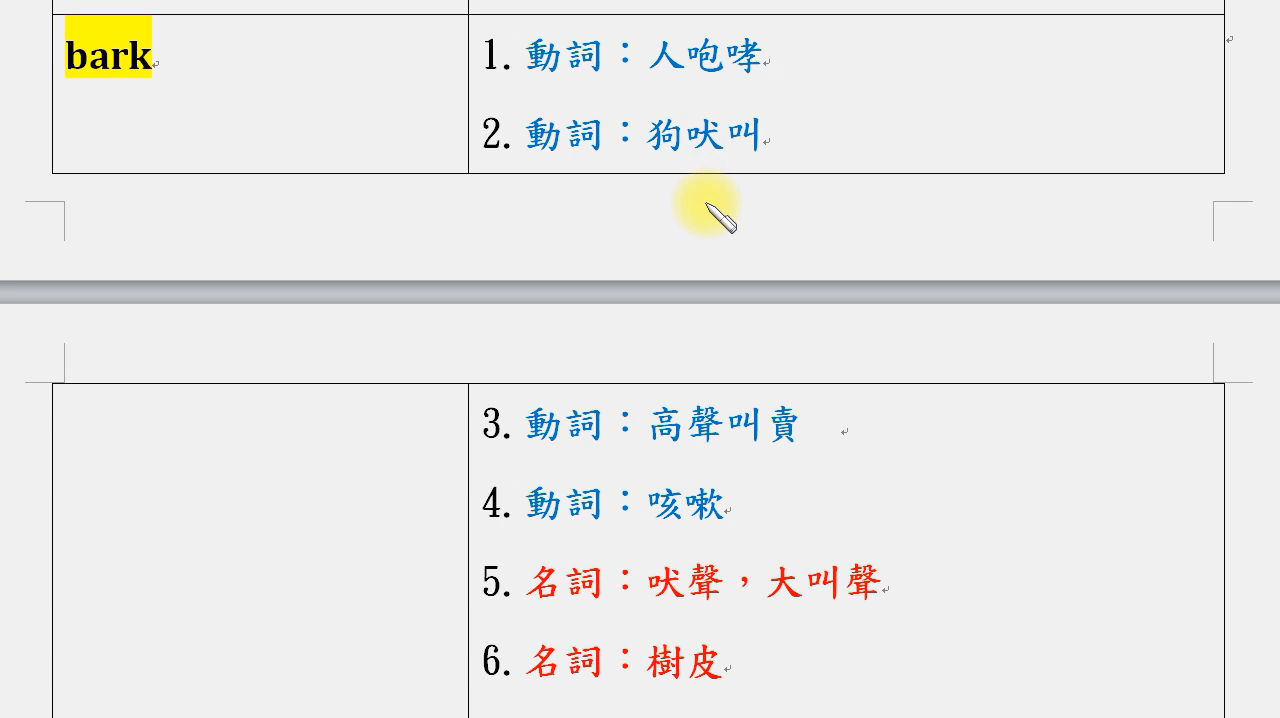 bark
1. 動詞：人咆哮
2. 動詞：狗吠叫
3. 動詞：高聲叫賣
4. 動詞：咳嗽
5. 名詞：吠聲，大叫聲
6. 名詞：樹皮